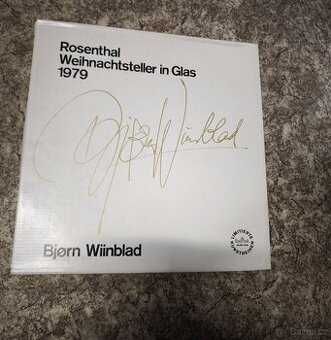 Rosenthal
Weihnachtsteller in Glas
1979
Bjørn Wiinblad
Bjørn Wiinblad